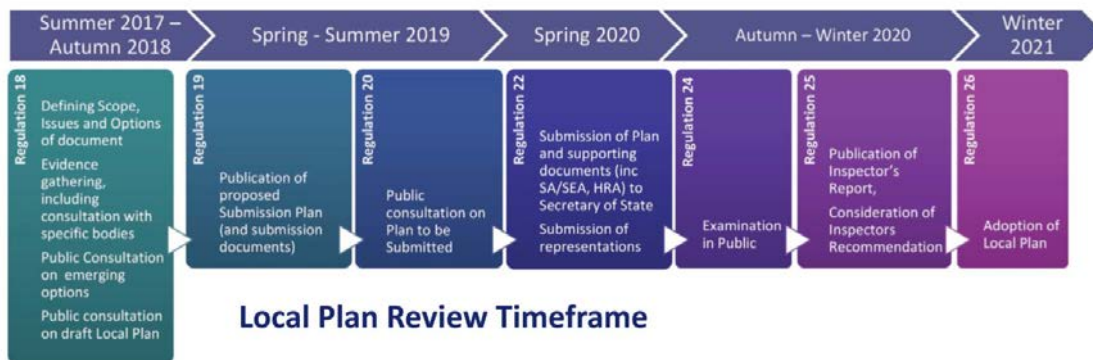 Summer 2017 –
Autumn 2018
Spring - Summer 2019
Spring 2020
Autumn – Winter 2020
Winter
2021
Regulation 18
Defining Scope,
Issues and Options
of document
Evidence
gathering,
including
consultation with
specific bodies
Public Consultation
on emerging
options
Public consultation
on draft Local Plan
Regulation 19
Publication of
proposed
Submission Plan
(and submission
documents)
Regulation 20
Public
consultation on
Plan to be
Submitted
Regulation 22
Submission of Plan
and supporting
documents (inc
SA/SEA, HRA) to
Secretary of State
Submission of
representations
Regulation 24
Examination
in Public
Regulation 25
Publication of
Inspector's
Report,
Consideration of
Inspectors
Recommendation
Regulation 26
Adoption of
Local Plan
Local Plan Review Timeframe